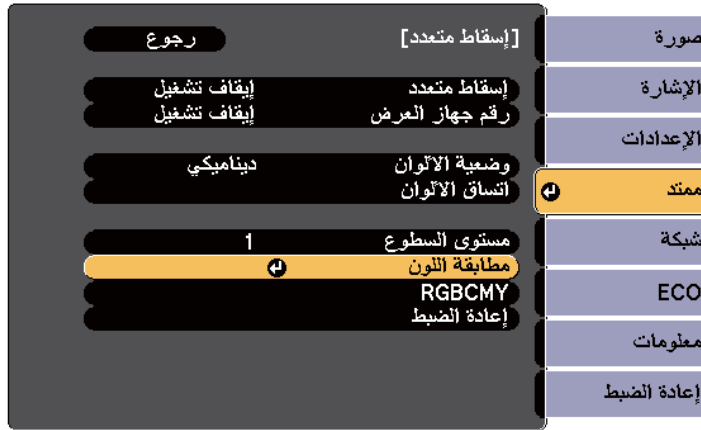 صورة
الإشارة
الإعدادات
ممتد
شبكة
ECO
معلومات
إعادة الضبط
[إسقاط متعدد] رجوع
إسقاط متعدد إيقاف تشغيل
رقم جهاز العرض إيقاف تشغيل
وضعية الألوان ديناميكي
اتساق الألوان
مستوى السطوع 1
مطابقة اللون
RGBCMY
إعادة الضبط